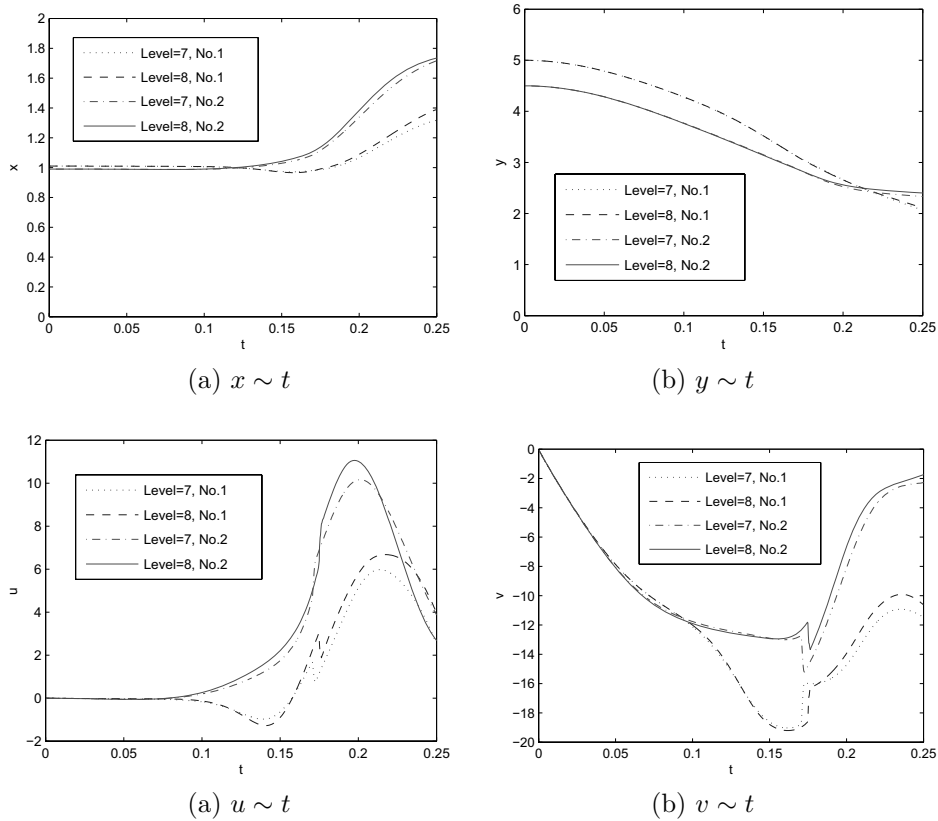 2
1.8
1.6
1.4
1.2
1
0.8
0.6
0.4
0.2
0
x
Level=7, No.1
Level=8, No.1
Level=7, No.2
Level=8, No.2
0 0.05 0.1 0.15 0.2 0.25
t
(a) x ∼ t
6
5
4
3
2
1
0
y
Level=7, No.1
Level=8, No.1
Level=7, No.2
Level=8, No.2
0 0.05 0.1 0.15 0.2 0.25
t
(b) y ∼ t
12
10
8
6
4
2
0
−2
u
Level=7, No.1
Level=8, No.1
Level=7, No.2
Level=8, No.2
0 0.05 0.1 0.15 0.2 0.25
t
(a) u ∼ t
0
−2
−4
−6
−8
−10
−12
−14
−16
−18
−20
v
Level=7, No.1
Level=8, No.1
Level=7, No.2
Level=8, No.2
0 0.05 0.1 0.15 0.2 0.25
t
(b) v ∼ t